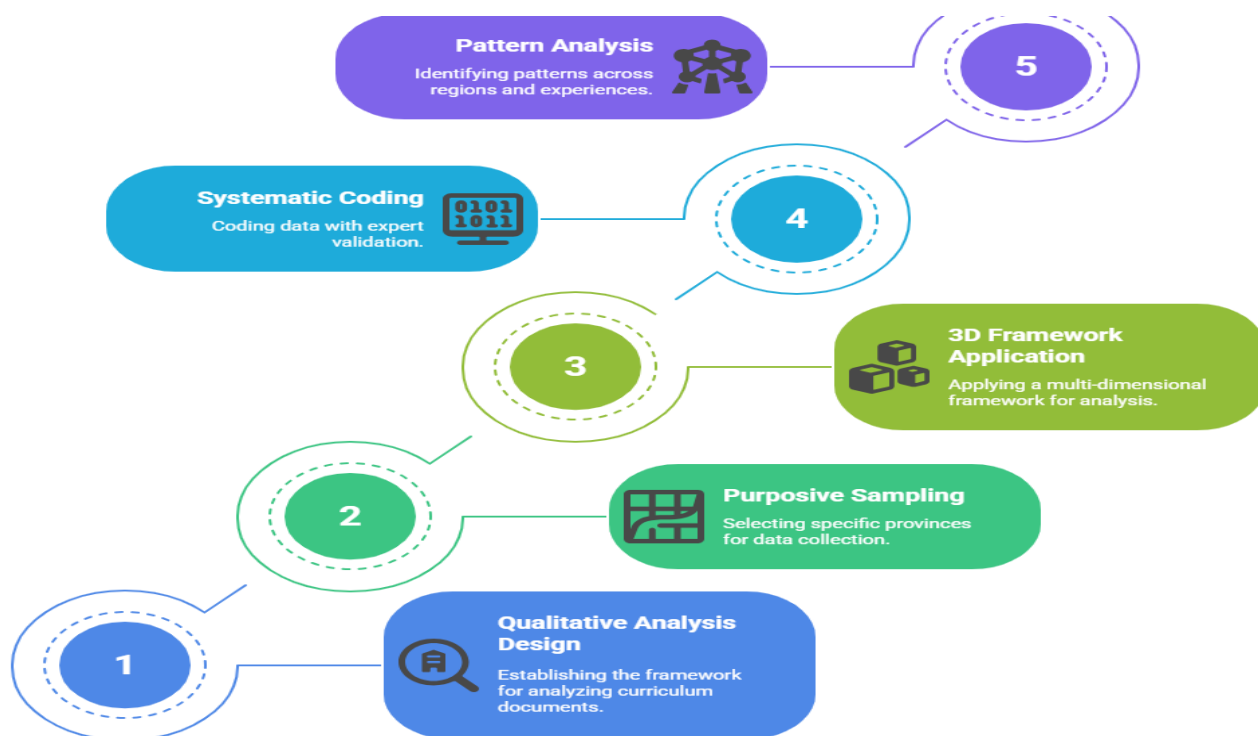 Pattern Analysis
Identifying patterns across
regions and experiences.
5
Systematic Coding
Coding data with expert
validation.
0101
1011
4
3
3D Framework
Application
Applying a multi-dimensional
framework for analysis.
2
Purposive Sampling
Selecting specific provinces
for data collection.
1
Qualitative Analysis
Design
Establishing the framework
for analyzing curriculum
documents.